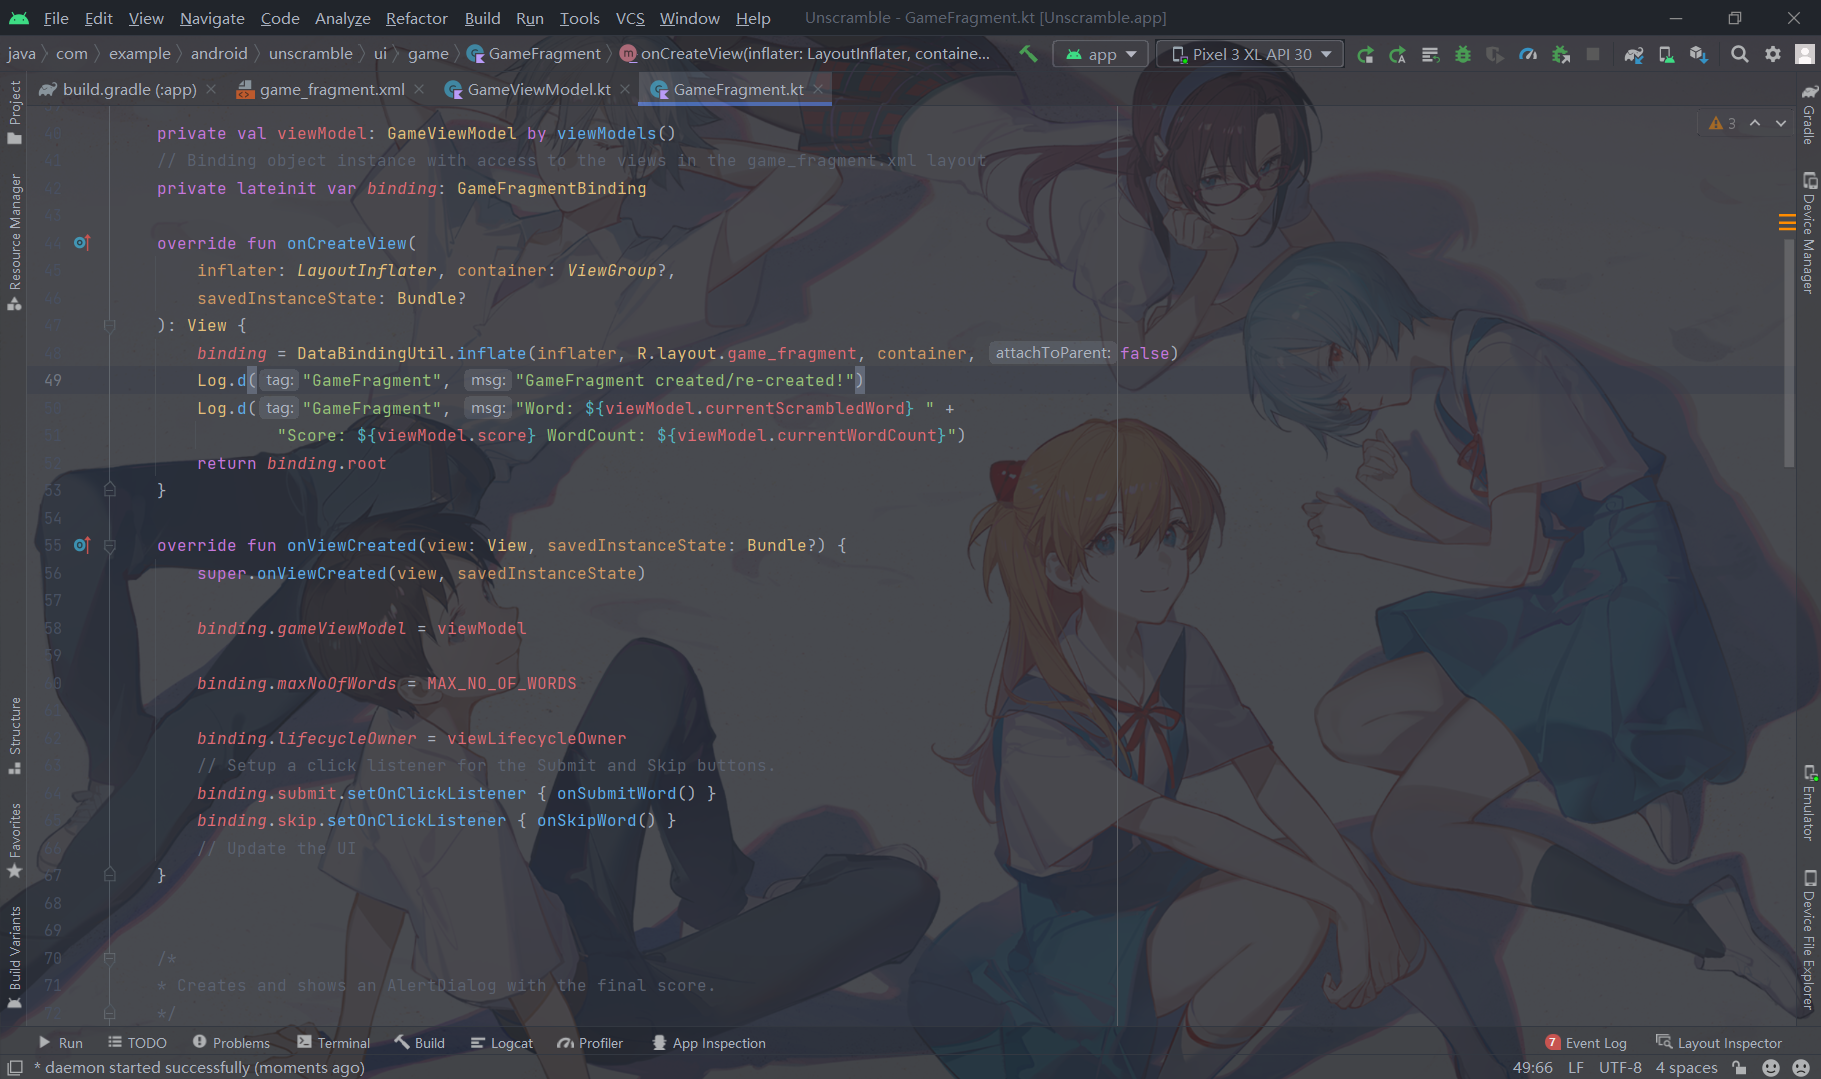 File Edit View Navigate Code Analyze Refactor Build Run Tools VCS Window Help Unscramble - GameFragment.kt [Unscramble.app]
java com example android unscramble ui game GameFragment m onCreateView(inflater: LayoutInflater, containe... app Pixel 3 XL API 30
build.gradle (:app) game_fragment.xml GameViewModel.kt GameFragment.kt
Project
Resource Manager
Structure
Favorites
Build Variants
Gradle
Device Manager
Emulator
Device File Explorer
3
40 private val viewModel: GameViewModel by viewModels()
41 // Binding object instance with access to the views in the game_fragment.xml layout
42 private lateinit var binding: GameFragmentBinding
43
44 override fun onCreateView(
45 inflater: LayoutInflater, container: ViewGroup?,
46 savedInstanceState: Bundle?
47 ): View {
48 binding = DataBindingUtil.inflate(inflater, R.layout.game_fragment, container, attachToParent: false)
49 Log.d( tag: "GameFragment", msg: "GameFragment created/re-created!")
50 Log.d( tag: "GameFragment", msg: "Word: ${viewModel.currentScrambledWord} " +
51 "Score: ${viewModel.score} WordCount: ${viewModel.currentWordCount}")
52 return binding.root
53 }
54
55 override fun onViewCreated(view: View, savedInstanceState: Bundle?) {
56 super.onViewCreated(view, savedInstanceState)
57
58 binding.gameViewModel = viewModel
59
60 binding.maxNoOfWords = MAX_NO_OF_WORDS
61
62 binding.lifecycleOwner = viewLifecycleOwner
63 // Setup a click listener for the Submit and Skip buttons.
64 binding.submit.setOnClickListener { onSubmitWord() }
65 binding.skip.setOnClickListener { onSkipWord() }
66 // Update the UI
67 }
68
69
70 /*
71 * Creates and shows an AlertDialog with the final score.
72 */
Run TODO Problems Terminal Build Logcat Profiler App Inspection 7 Event Log Layout Inspector
* daemon started successfully (moments ago) 49:66 LF UTF-8 4 spaces